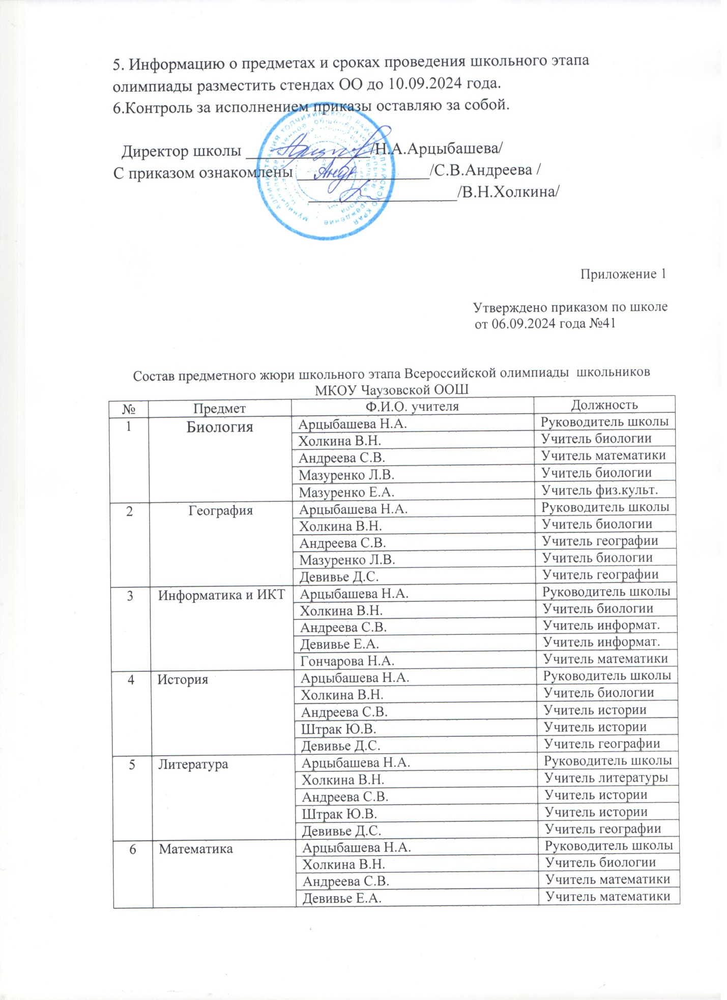 5. Информацию о предметах и сроках проведения школьного этапа
олимпиады разместить стендах ОО до 10.09.2024 года.
6.Контроль за исполнением приказы оставляю за собой.
Директор школы /Н.А.Арцыбашева/
С приказом ознакомлены /С.В.Андреева /
/В.Н.Холкина/
АДМИНИСТРАЦИЯ ТОПЧИХИНСКОГО РАЙОНА АЛТАЙСКОГО КРАЯ
Приложение 1
Утверждено приказом по школе
от 06.09.2024 года №41
Состав предметного жюри школьного этапа Всероссийской олимпиады школьников
МКОУ Чаузовской ООШ
№ Предмет Ф.И.О. учителя Должность
1 Биология Арцыбашева Н.А. Руководитель школы
Холкина В.Н. Учитель биологии
Андреева С.В. Учитель математики
Мазуренко Л.В. Учитель биологии
Мазуренко Е.А. Учитель физ.культ.
2 География Арцыбашева Н.А. Руководитель школы
Холкина В.Н. Учитель биологии
Андреева С.В. Учитель географии
Мазуренко Л.В. Учитель биологии
Девивье Д.С. Учитель географии
3 Информатика и ИКТ Арцыбашева Н.А. Руководитель школы
Холкина В.Н. Учитель биологии
Андреева С.В. Учитель информат.
Девивье Е.А. Учитель информат.
Гончарова Н.А. Учитель математики
4 История Арцыбашева Н.А. Руководитель школы
Холкина В.Н. Учитель биологии
Андреева С.В. Учитель истории
Штрак Ю.В. Учитель истории
Девивье Д.С. Учитель географии
5 Литература Арцыбашева Н.А. Руководитель школы
Холкина В.Н. Учитель литературы
Андреева С.В. Учитель истории
Штрак Ю.В. Учитель истории
Девивье Д.С. Учитель географии
6 Математика Арцыбашева Н.А. Руководитель школы
Холкина В.Н. Учитель биологии
Андреева С.В. Учитель математики
Девивье Е.А. Учитель математики